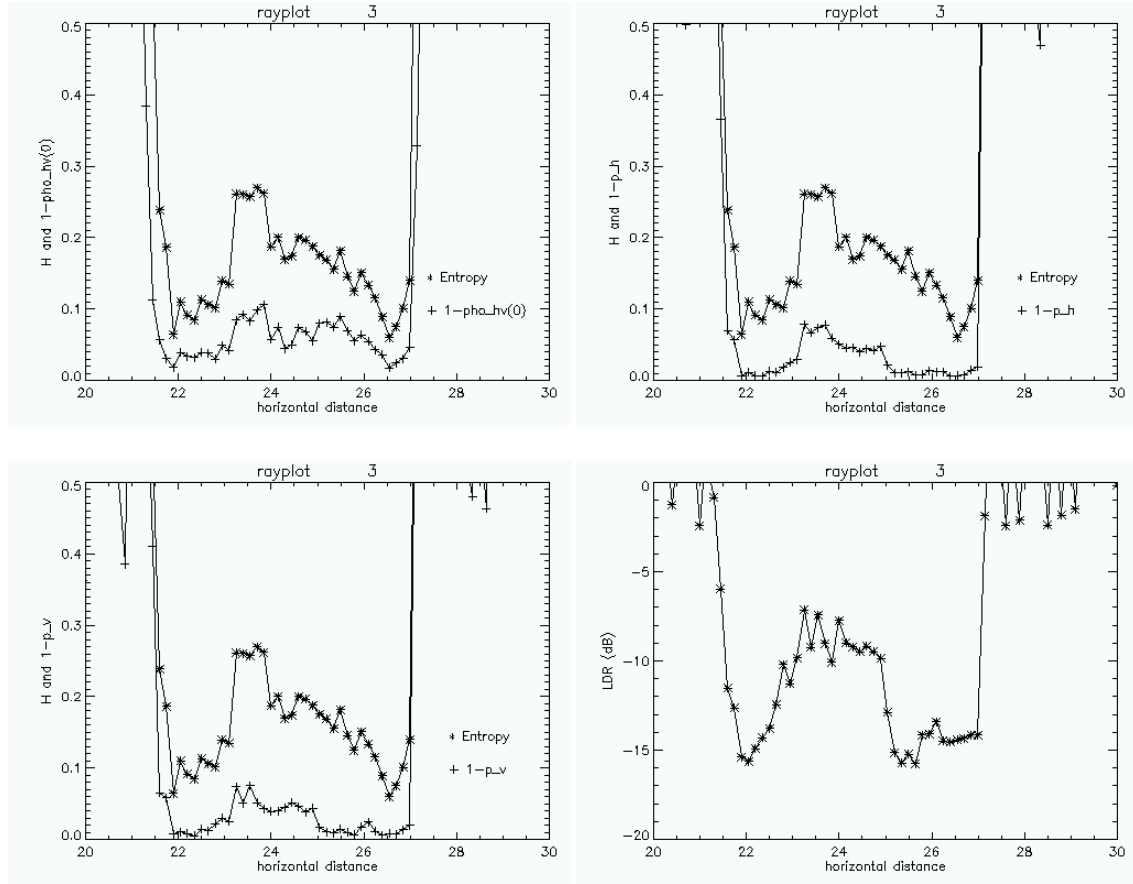 rayplot 3
0.5
0.4
0.3
0.2
0.1
0.0
H and 1-pho_hv(0)
* Entropy
+ 1-pho_hv(0)
20 22 24 26 28 30
horizontal distance
rayplot 3
0.5
0.4
0.3
0.2
0.1
0.0
H and 1-p_h
* Entropy
+ 1-p_h
20 22 24 26 28 30
horizontal distance
rayplot 3
0.5
0.4
0.3
0.2
0.1
0.0
H and 1-p_v
* Entropy
+ 1-p_v
20 22 24 26 28 30
horizontal distance
rayplot 3
0
-5
-10
-15
-20
LDR (dB)
20 22 24 26 28 30
horizontal distance